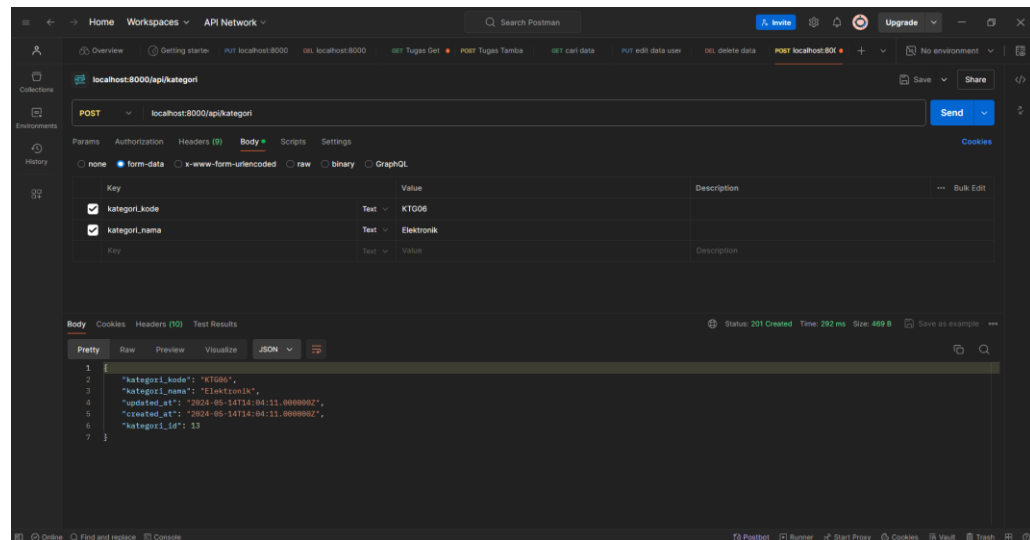 Home Workspaces API Network Search Postman Invite Upgrade
Overview Getting starte PUT localhost:8000 DEL localhost:8000 GET Tugas Get POST Tugas Tamba GET cari data PUT edit data user DEL delete data POST localhost:800 No environment
localhost:8000/api/kategori Save Share
Collections
POST localhost:8000/api/kategori Send
Environments
Params Authorization Headers (9) Body Scripts Settings Cookies
History
none form-data x-www-form-urlencoded raw binary GraphQL
Key Value Description ••• Bulk Edit
kategori_kode Text KTG06
kategori_nama Text Elektronik
Key Text Value Description
Body Cookies Headers (10) Test Results Status: 201 Created Time: 292 ms Size: 469 B Save as example •••
Pretty Raw Preview Visualize JSON
1 {
2 "kategori_kode": "KTG06",
3 "kategori_nama": "Elektronik",
4 "updated_at": "2024-05-14T14:04:11.000000Z",
5 "created_at": "2024-05-14T14:04:11.000000Z",
6 "kategori_id": 13
7 }
Online Find and replace Console Postbot Runner Start Proxy Cookies Vault Trash